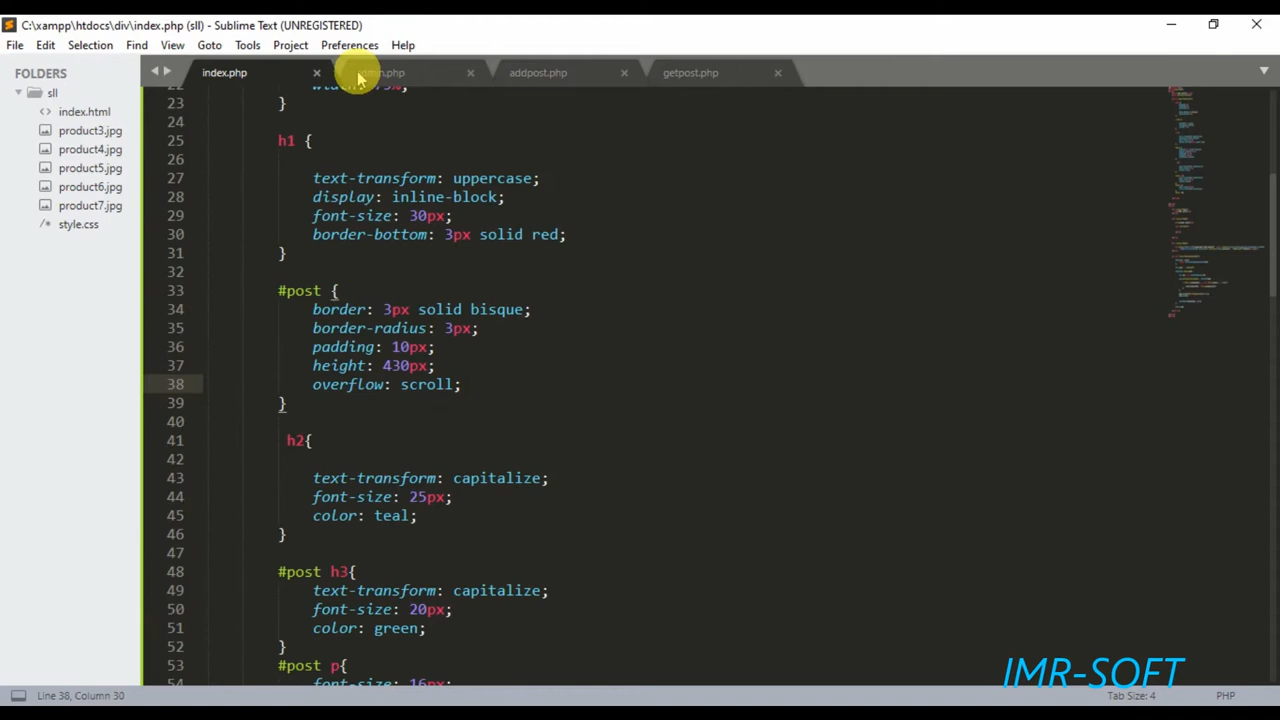 C:\xampp\htdocs\div\index.php (sll) - Sublime Text (UNREGISTERED)
File Edit Selection Find View Goto Tools Project Preferences Help
FOLDERS
sll
index.html
product3.jpg
product4.jpg
product5.jpg
product6.jpg
product7.jpg
style.css
index.php addpost.php getpost.php
23 }
24
25 h1 {
26
27 text-transform: uppercase;
28 display: inline-block;
29 font-size: 30px;
30 border-bottom: 3px solid red;
31 }
32
33 #post {
34 border: 3px solid bisque;
35 border-radius: 3px;
36 padding: 10px;
37 height: 430px;
38 overflow: scroll;
39 }
40
41 h2{
42
43 text-transform: capitalize;
44 font-size: 25px;
45 color: teal;
46 }
47
48 #post h3{
49 text-transform: capitalize;
50 font-size: 20px;
51 color: green;
52 }
53 #post p{
54 font-size: 16px;
IMR-SOFT
Line 38, Column 30 Tab Size: 4 PHP